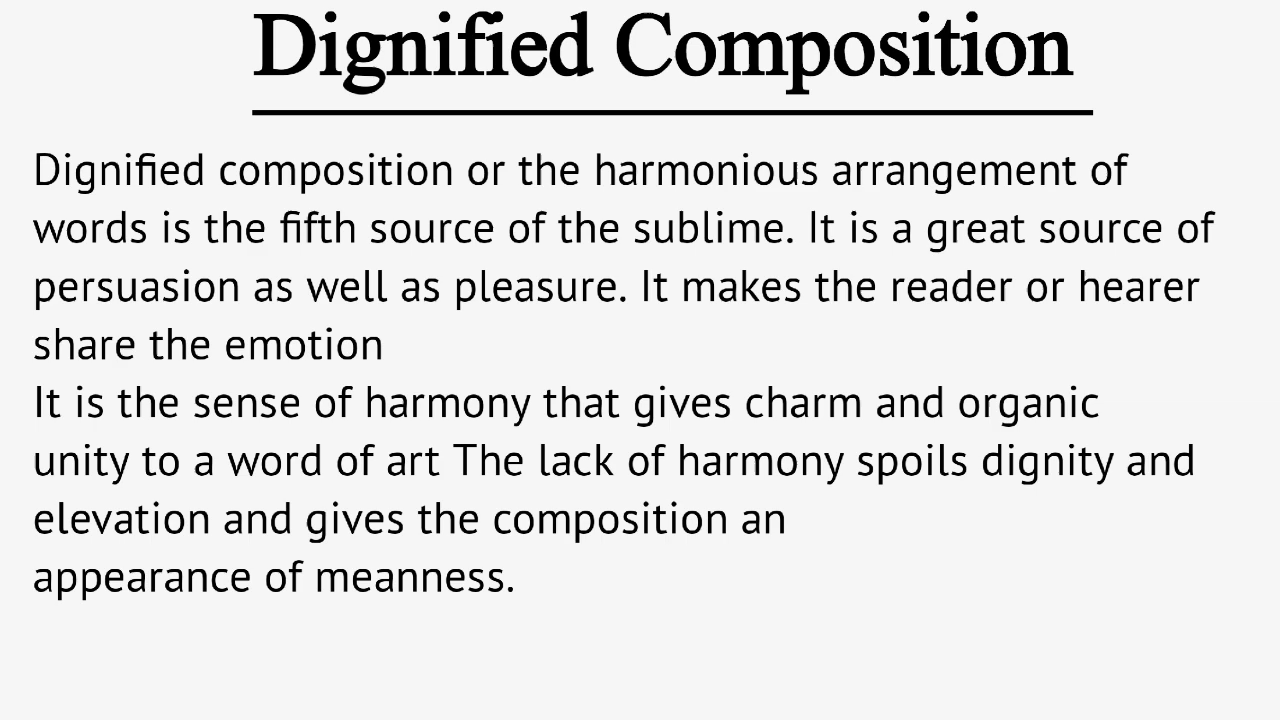 Dignified Composition
Dignified composition or the harmonious arrangement of
words is the fifth source of the sublime. It is a great source of
persuasion as well as pleasure. It makes the reader or hearer
share the emotion
It is the sense of harmony that gives charm and organic
unity to a word of art The lack of harmony spoils dignity and
elevation and gives the composition an
appearance of meanness.